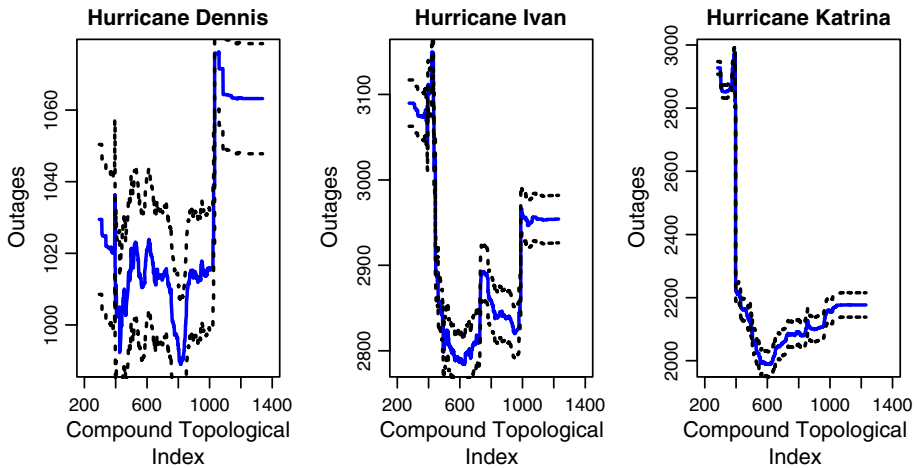 Hurricane Dennis
Outages
1000
1020
1040
1060
200
600
1000
1400
Compound Topological
Index
Hurricane Ivan
Outages
2800
2900
3000
3100
200
600
1000
1400
Compound Topological
Index
Hurricane Katrina
Outages
2000
2200
2400
2600
2800
3000
200
600
1000
1400
Compound Topological
Index